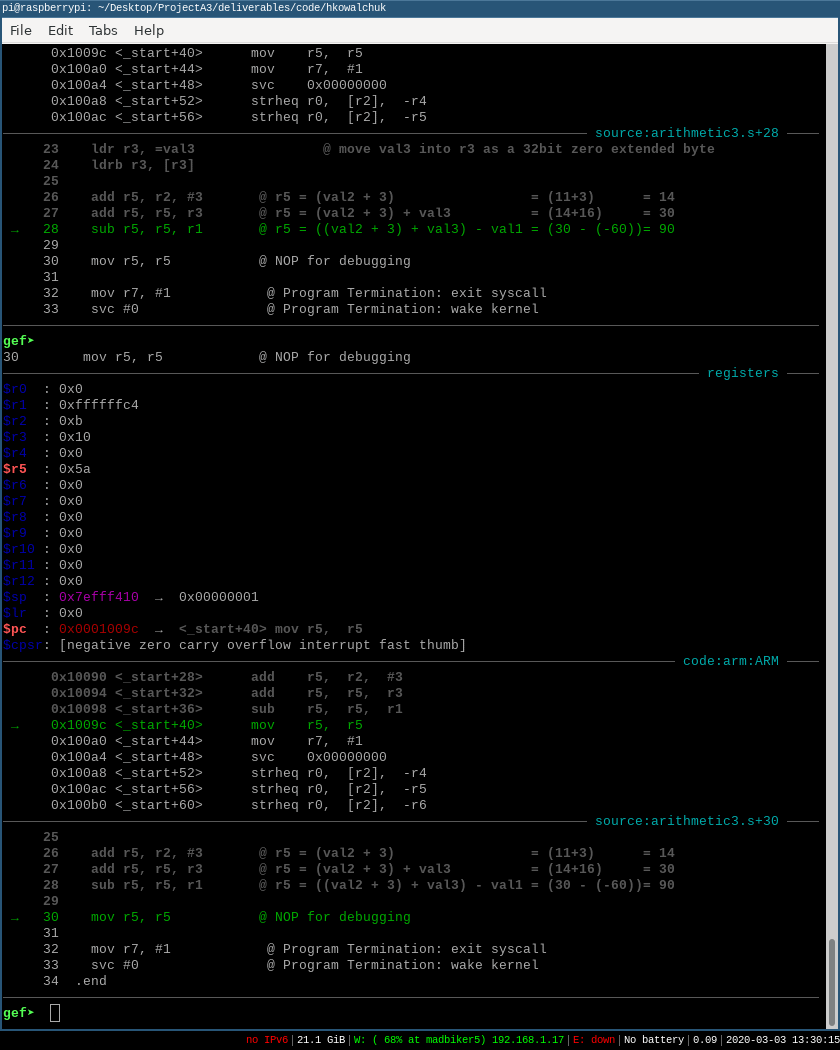 pi@raspberrypi: ~/Desktop/ProjectA3/deliverables/code/hkowalchuk
File Edit Tabs Help
0x1009c <_start+40> mov r5, r5
0x100a0 <_start+44> mov r7, #1
0x100a4 <_start+48> svc 0x00000000
0x100a8 <_start+52> strheq r0, [r2], -r4
0x100ac <_start+56> strheq r0, [r2], -r5
source:arithmetic3.s+28
23 ldr r3, =val3 @ move val3 into r3 as a 32bit zero extended byte
24 ldrb r3, [r3]
25
26 add r5, r2, #3 @ r5 = (val2 + 3) = (11+3) = 14
27 add r5, r5, r3 @ r5 = (val2 + 3) + val3 = (14+16) = 30
→ 28 sub r5, r5, r1 @ r5 = ((val2 + 3) + val3) - val1 = (30 - (-60))= 90
29
30 mov r5, r5 @ NOP for debugging
31
32 mov r7, #1 @ Program Termination: exit syscall
33 svc #0 @ Program Termination: wake kernel
gef➤
30 mov r5, r5 @ NOP for debugging
registers
$r0 : 0x0
$r1 : 0xffffffc4
$r2 : 0xb
$r3 : 0x10
$r4 : 0x0
$r5 : 0x5a
$r6 : 0x0
$r7 : 0x0
$r8 : 0x0
$r9 : 0x0
$r10 : 0x0
$r11 : 0x0
$r12 : 0x0
$sp : 0x7efff410 → 0x00000001
$lr : 0x0
$pc : 0x0001009c → <_start+40> mov r5, r5
$cpsr: [negative zero carry overflow interrupt fast thumb]
code:arm:ARM
0x10090 <_start+28> add r5, r2, #3
0x10094 <_start+32> add r5, r5, r3
0x10098 <_start+36> sub r5, r5, r1
→ 0x1009c <_start+40> mov r5, r5
0x100a0 <_start+44> mov r7, #1
0x100a4 <_start+48> svc 0x00000000
0x100a8 <_start+52> strheq r0, [r2], -r4
0x100ac <_start+56> strheq r0, [r2], -r5
0x100b0 <_start+60> strheq r0, [r2], -r6
source:arithmetic3.s+30
25
26 add r5, r2, #3 @ r5 = (val2 + 3) = (11+3) = 14
27 add r5, r5, r3 @ r5 = (val2 + 3) + val3 = (14+16) = 30
28 sub r5, r5, r1 @ r5 = ((val2 + 3) + val3) - val1 = (30 - (-60))= 90
29
→ 30 mov r5, r5 @ NOP for debugging
31
32 mov r7, #1 @ Program Termination: exit syscall
33 svc #0 @ Program Termination: wake kernel
34 .end
gef➤
no IPv6|21.1 GiB|W: ( 68% at madbiker5) 192.168.1.17|E: down|No battery|0.09|2020-03-03 13:30:15